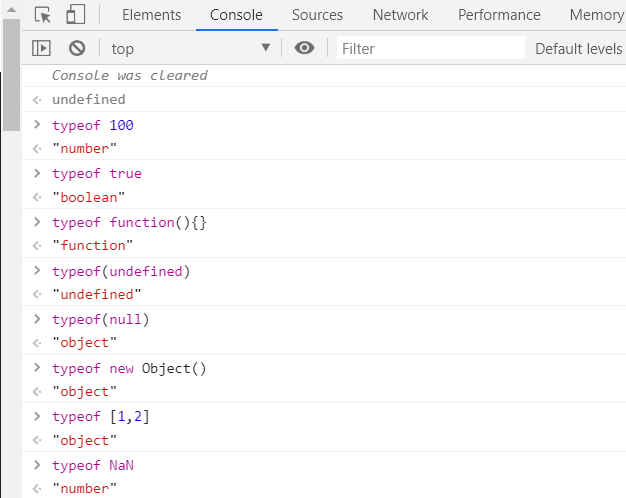 Elements Console Sources Network Performance Memory
top Filter Default levels
Console was cleared
undefined
typeof 100
"number"
typeof true
"boolean"
typeof function(){}
"function"
typeof(undefined)
"undefined"
typeof(null)
"object"
typeof new Object()
"object"
typeof [1,2]
"object"
typeof NaN
"number"